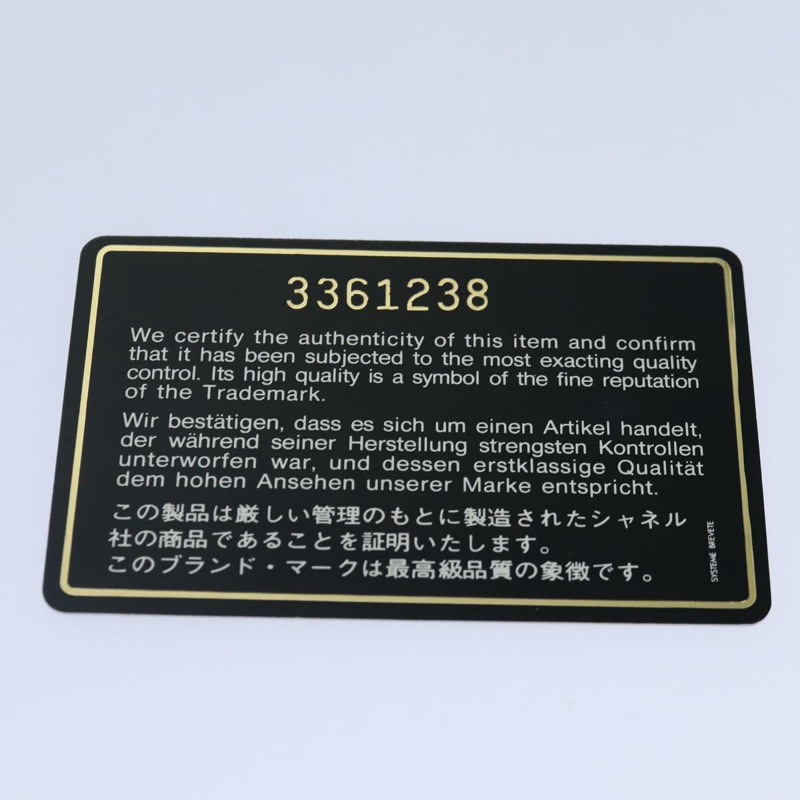 3361238
We certify the authenticity of this item and confirm
that it has been subjected to the most exacting quality
control. Its high quality is a symbol of the fine reputation
of the Trademark.
Wir bestätigen, dass es sich um einen Artikel handelt,
der während seiner Herstellung strengsten Kontrollen
unterworfen war, und dessen erstklassige Qualität
dem hohen Ansehen unserer Marke entspricht.
この製品は厳しい管理のもとに製造されたシャネル
社の商品であることを証明いたします。
このブランド・マークは最高級品質の象徴です。
SYSTEME BREVETE